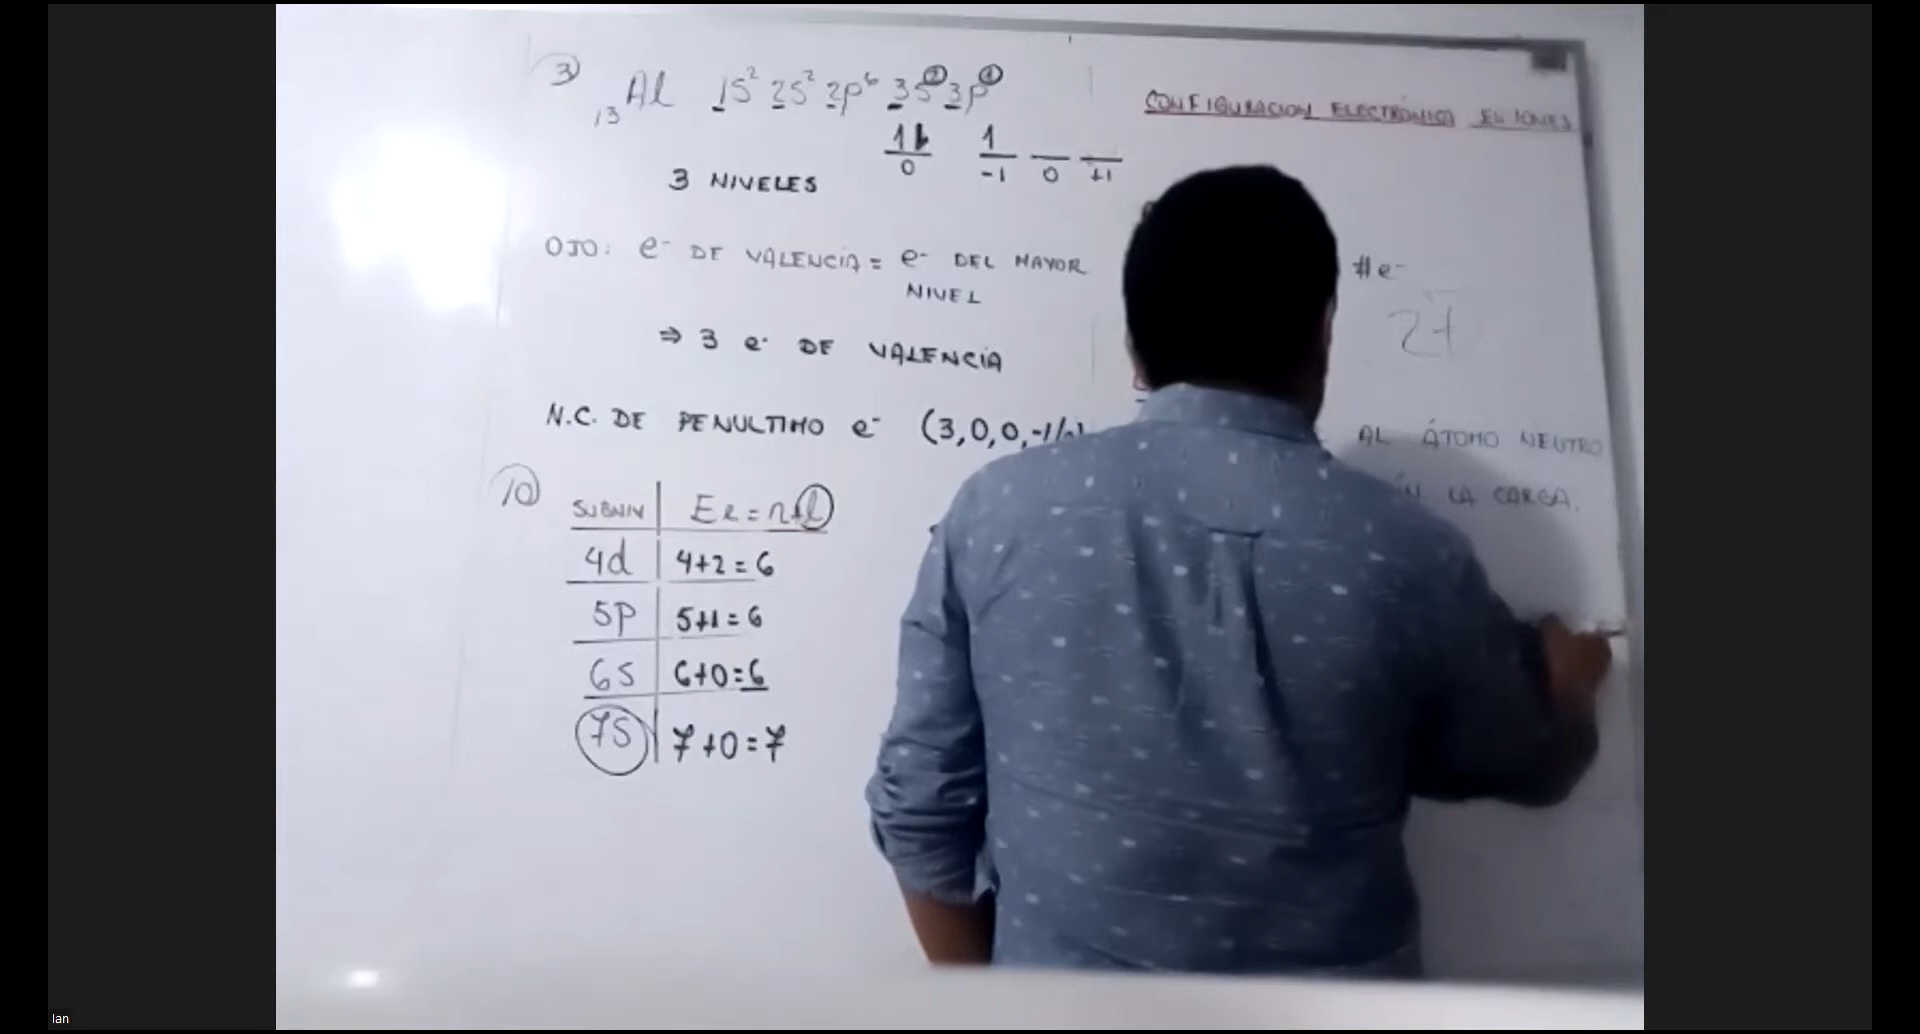 3
13Al 1s² 2s² 2p⁶ 3s² 3p¹
0 -1 0 +1
3 NIVELES
OJO: e⁻ DE VALENCIA = e⁻ DEL MAYOR
NIVEL
⇒ 3 e⁻ DE VALENCIA
N.C. DE PENULTIMO e⁻ (3,0,0,-1/2)
10
SUBNIV ER = n+l
4d 4+2=6
5p 5+1=6
6s 6+0=6
7s 7+0=7
CONFIGURACION ELECTRÓNICA EN IONES
#e⁻
AL ÁTOMO NEUTRO
LA CARGA.
Ian